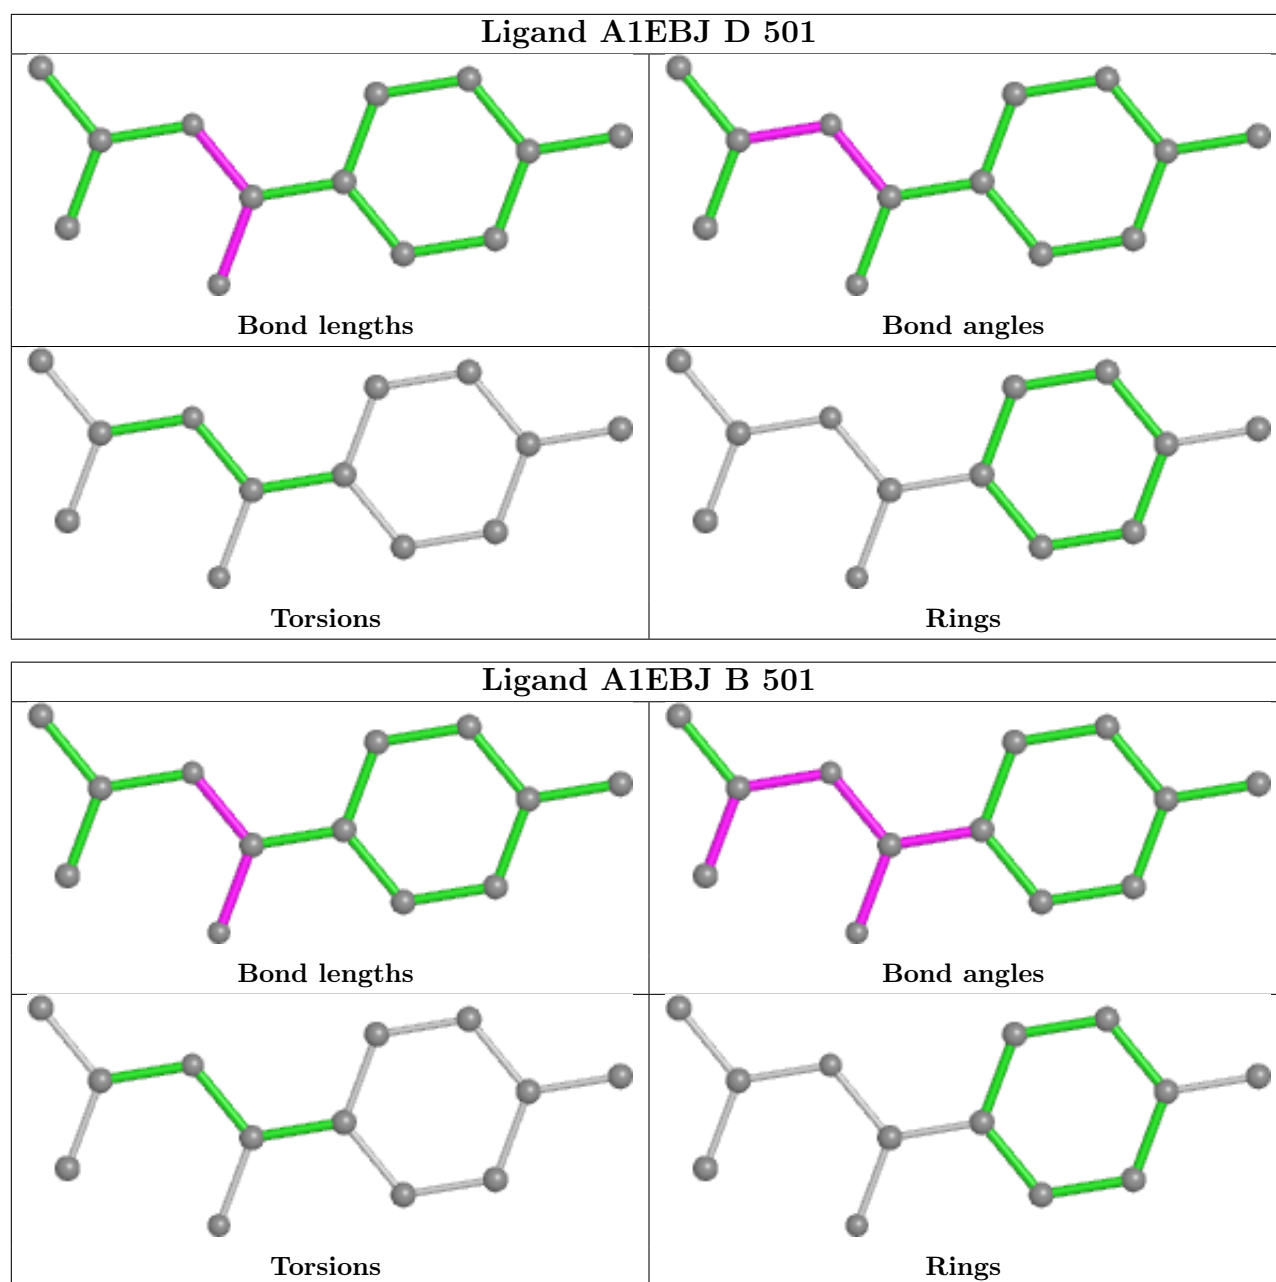 Ligand A1EBJ D 501
Bond lengths
Bond angles
Torsions
Rings
Ligand A1EBJ B 501
Bond lengths
Bond angles
Torsions
Rings